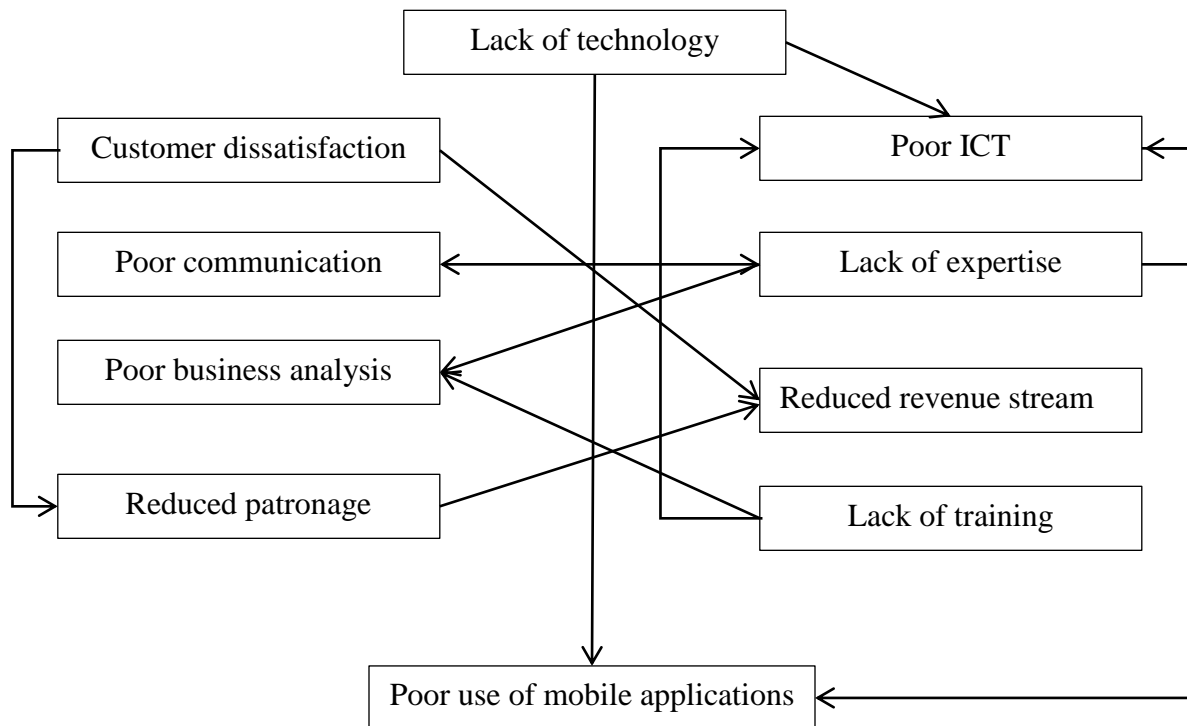 Lack of technology
Customer dissatisfaction
Poor ICT
Poor communication
Lack of expertise
Poor business analysis
Reduced revenue stream
Reduced patronage
Lack of training
Poor use of mobile applications